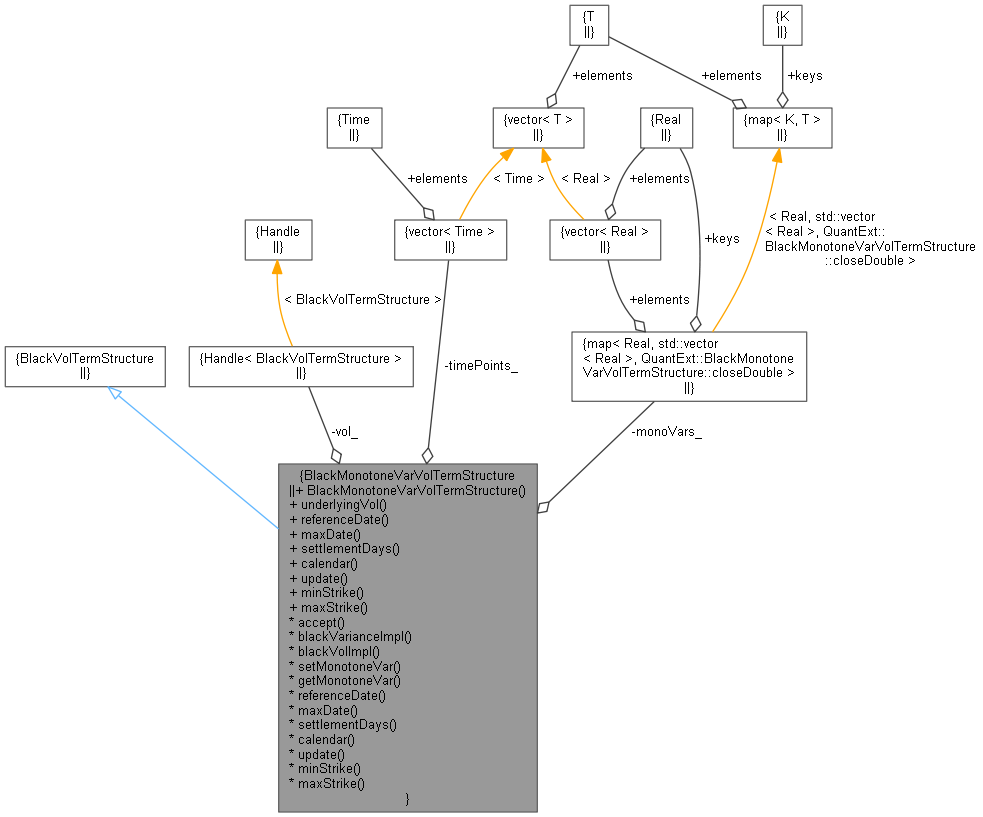 {T
||}
{K
||}
+elements
+elements
+keys
{Time
||}
{vector< T >
||}
{Real
||}
{map< K, T >
||}
+elements
< Time >
< Real >
+elements
{Handle
||}
{vector< Time >
||}
{vector< Real >
||}
+keys
< Real, std::vector
< Real >, QuantExt::
BlackMonotoneVarVolTermStructure
::closeDouble >
< BlackVolTermStructure >
+elements
{BlackVolTermStructure
||}
{Handle< BlackVolTermStructure >
||}
-timePoints_
{map< Real, std::vector
< Real >, QuantExt::BlackMonotone
VarVolTermStructure::closeDouble >
||}
-vol_
-monoVars_
{BlackMonotoneVarVolTermStructure
||+ BlackMonotoneVarVolTermStructure()
+ underlyingVol()
+ referenceDate()
+ maxDate()
+ settlementDays()
+ calendar()
+ update()
+ minStrike()
+ maxStrike()
* accept()
* blackVarianceImpl()
* blackVolImpl()
* setMonotoneVar()
* getMonotoneVar()
* referenceDate()
* maxDate()
* settlementDays()
* calendar()
* update()
* minStrike()
* maxStrike()
}